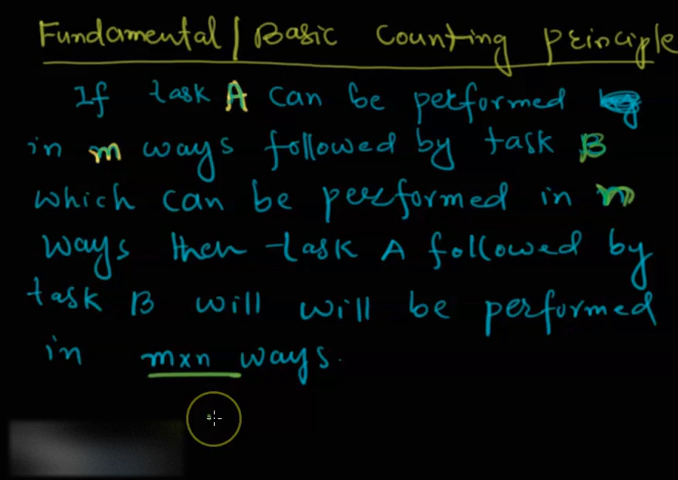 Fundamental / Basic Counting Principle
If task A can be performed
in m ways followed by task B
which can be performed in n
ways then task A followed by
task B will will be performed
in mxn ways.